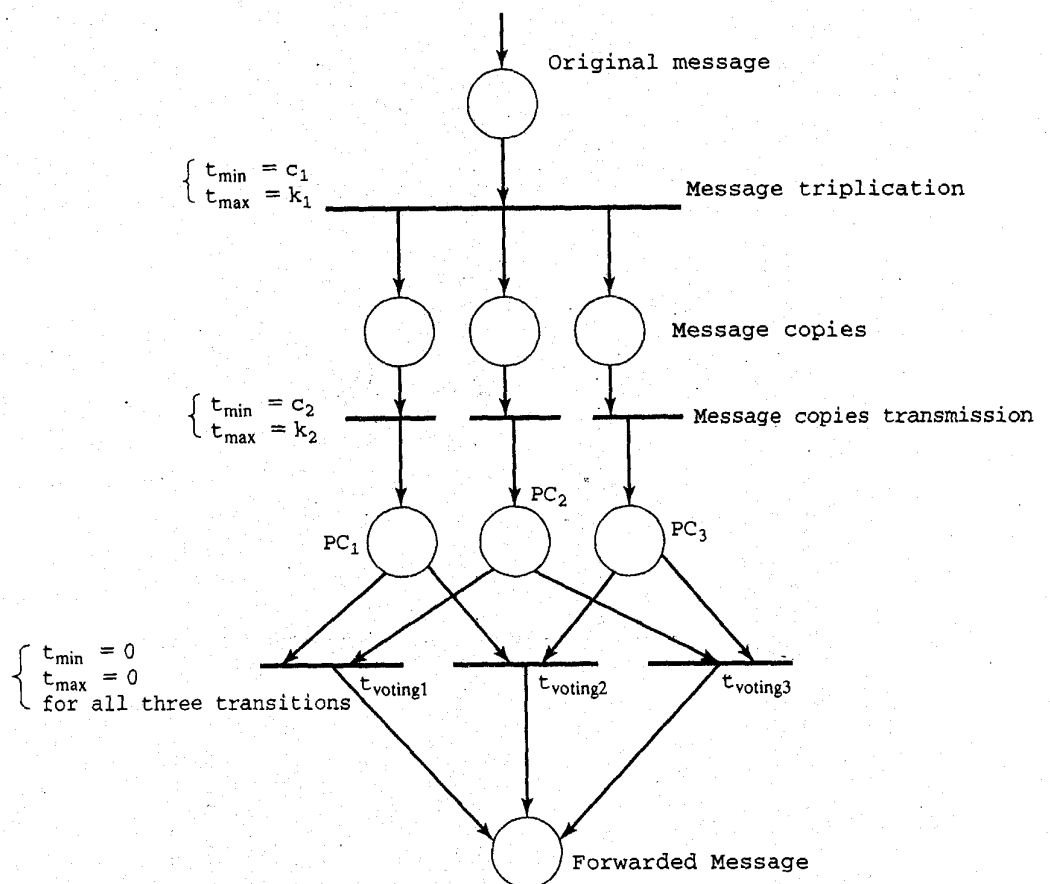 Original message
t_min = c_1
t_max = k_1
Message triplication
Message copies
t_min = c_2
t_max = k_2
Message copies transmission
PC_1
PC_2
PC_3
t_min = 0
t_max = 0
for all three transitions
t_voting1
t_voting2
t_voting3
Forwarded Message